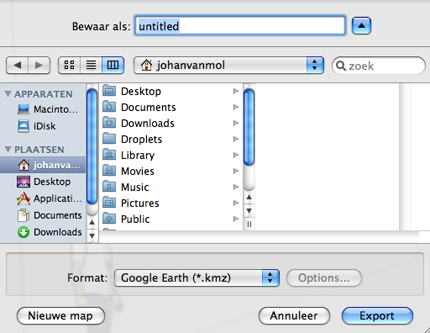 Bewaar als: untitled
johanvanmol zoek
APPARATEN
Macinto...
iDisk
PLAATSEN
johanva...
Desktop
Applicati...
Documents
Downloads
Desktop
Documents
Downloads
Droplets
Library
Movies
Music
Pictures
Public
Format: Google Earth (*.kmz) Options...
Nieuwe map Annuleer Export